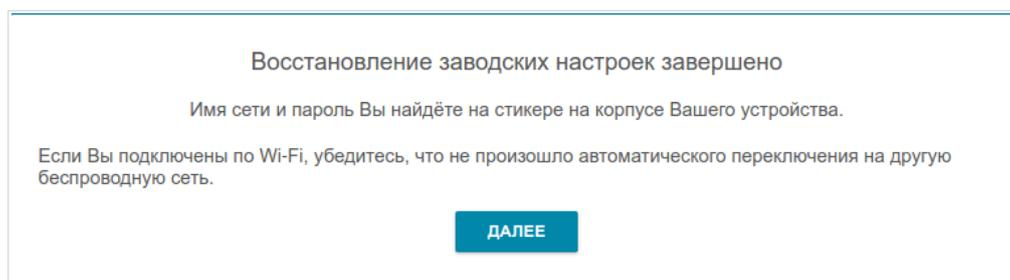 Восстановление заводских настроек завершено
Имя сети и пароль Вы найдёте на стикере на корпусе Вашего устройства.
Если Вы подключены по Wi-Fi, убедитесь, что не произошло автоматического переключения на другую
беспроводную сеть.
ДАЛЕЕ